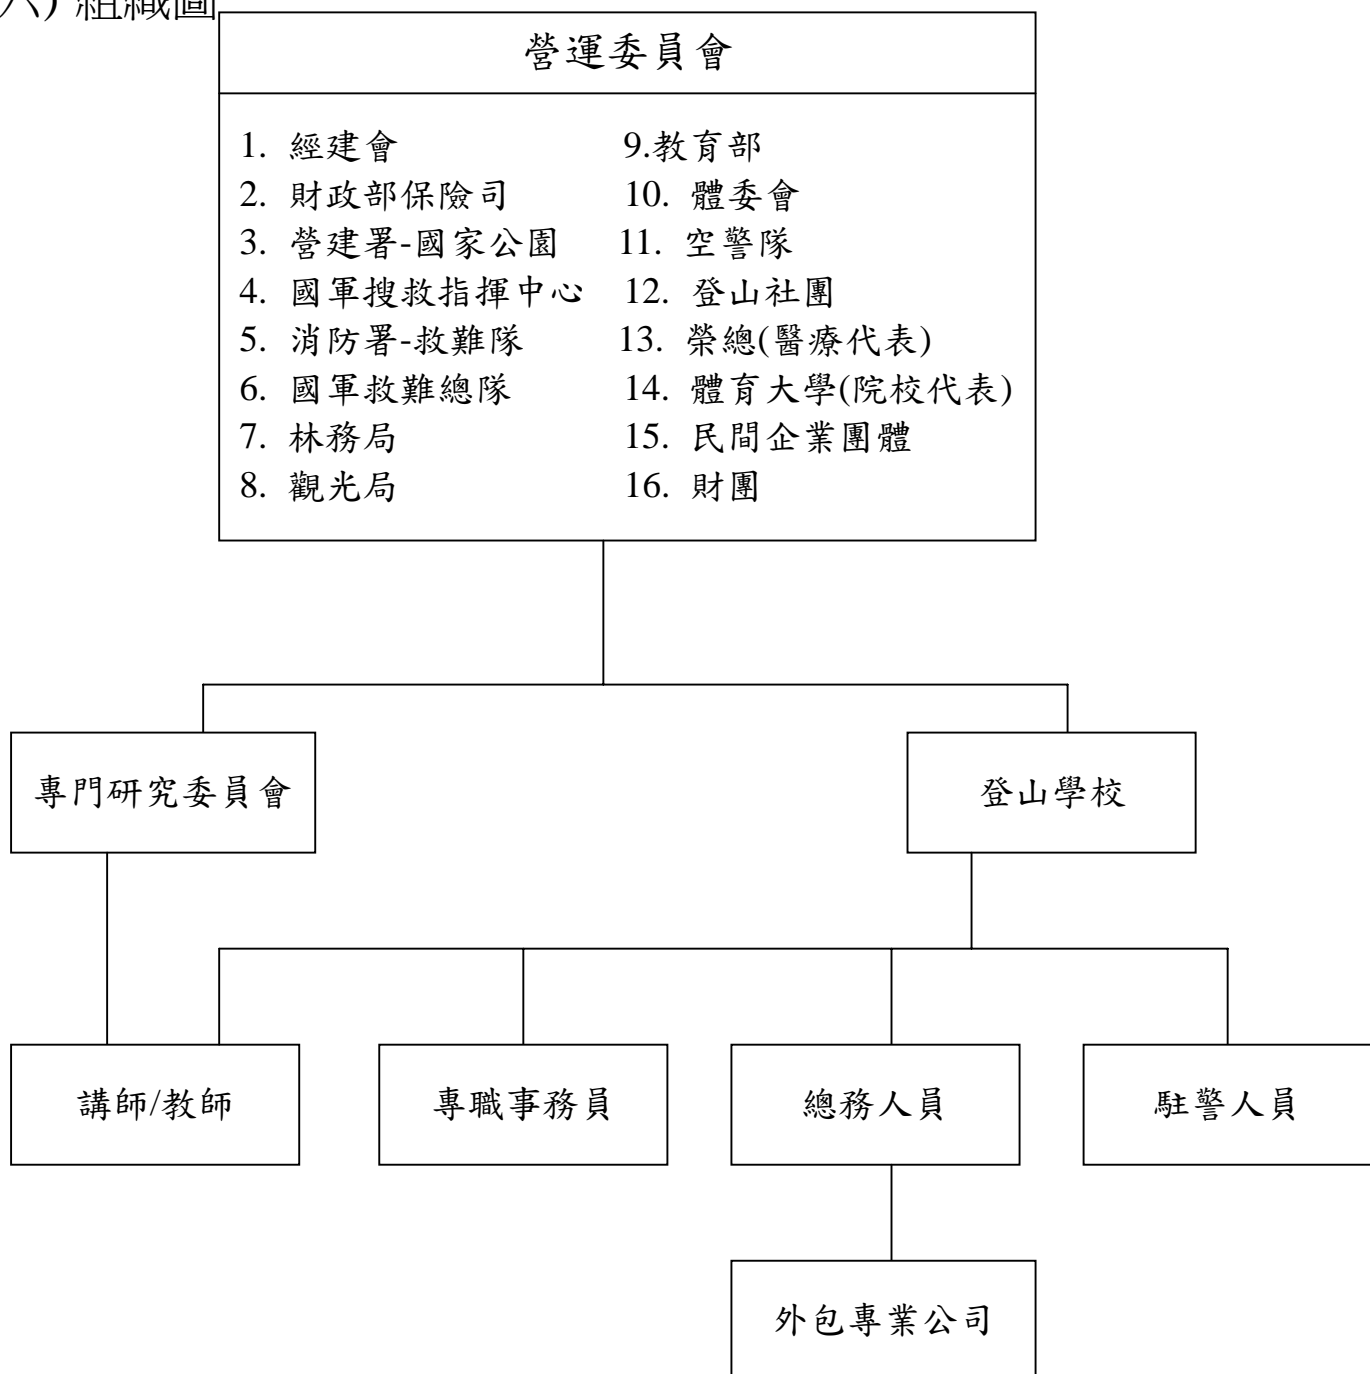 六) 組織圖
營運委員會
1. 經建會
2. 財政部保險司
3. 營建署-國家公園
4. 國軍搜救指揮中心
5. 消防署-救難隊
6. 國軍救難總隊
7. 林務局
8. 觀光局
9.教育部
10. 體委會
11. 空警隊
12. 登山社團
13. 榮總(醫療代表)
14. 體育大學(院校代表)
15. 民間企業團體
16. 財團
專門研究委員會
登山學校
講師/教師
專職事務員
總務人員
駐警人員
外包專業公司